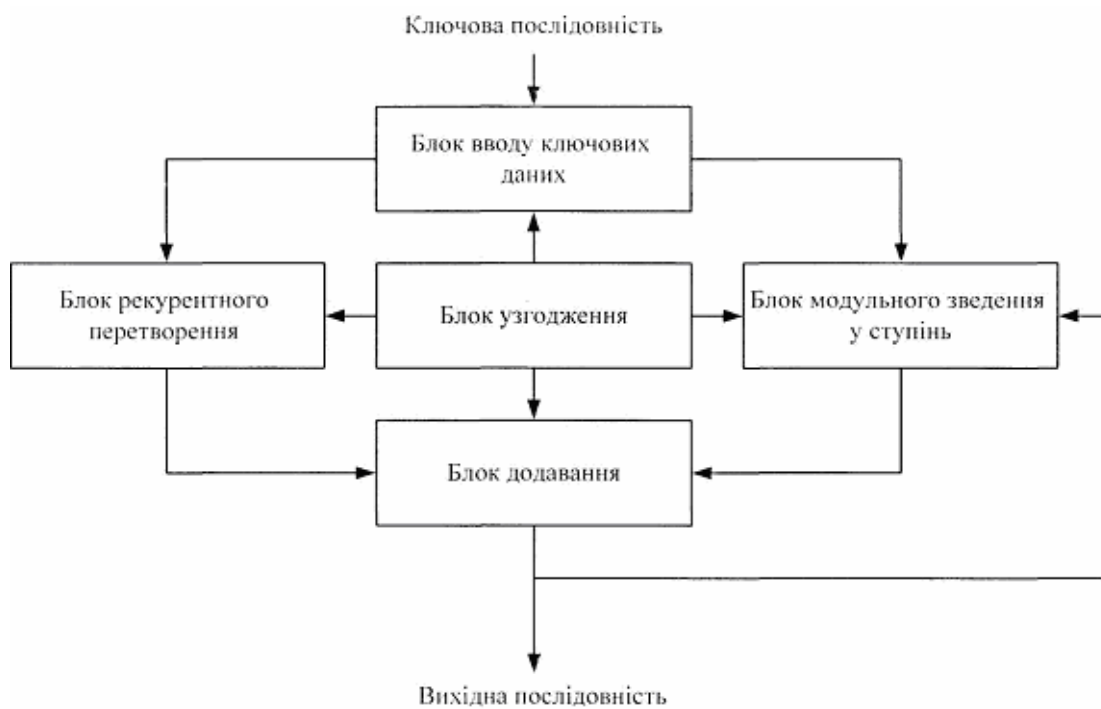 Ключова послідовність
Блок вводу ключових
даних
Блок рекурентного
перетворення
Блок узгодження
Блок модульного зведення
у ступінь
Блок додавання
Вихідна послідовність